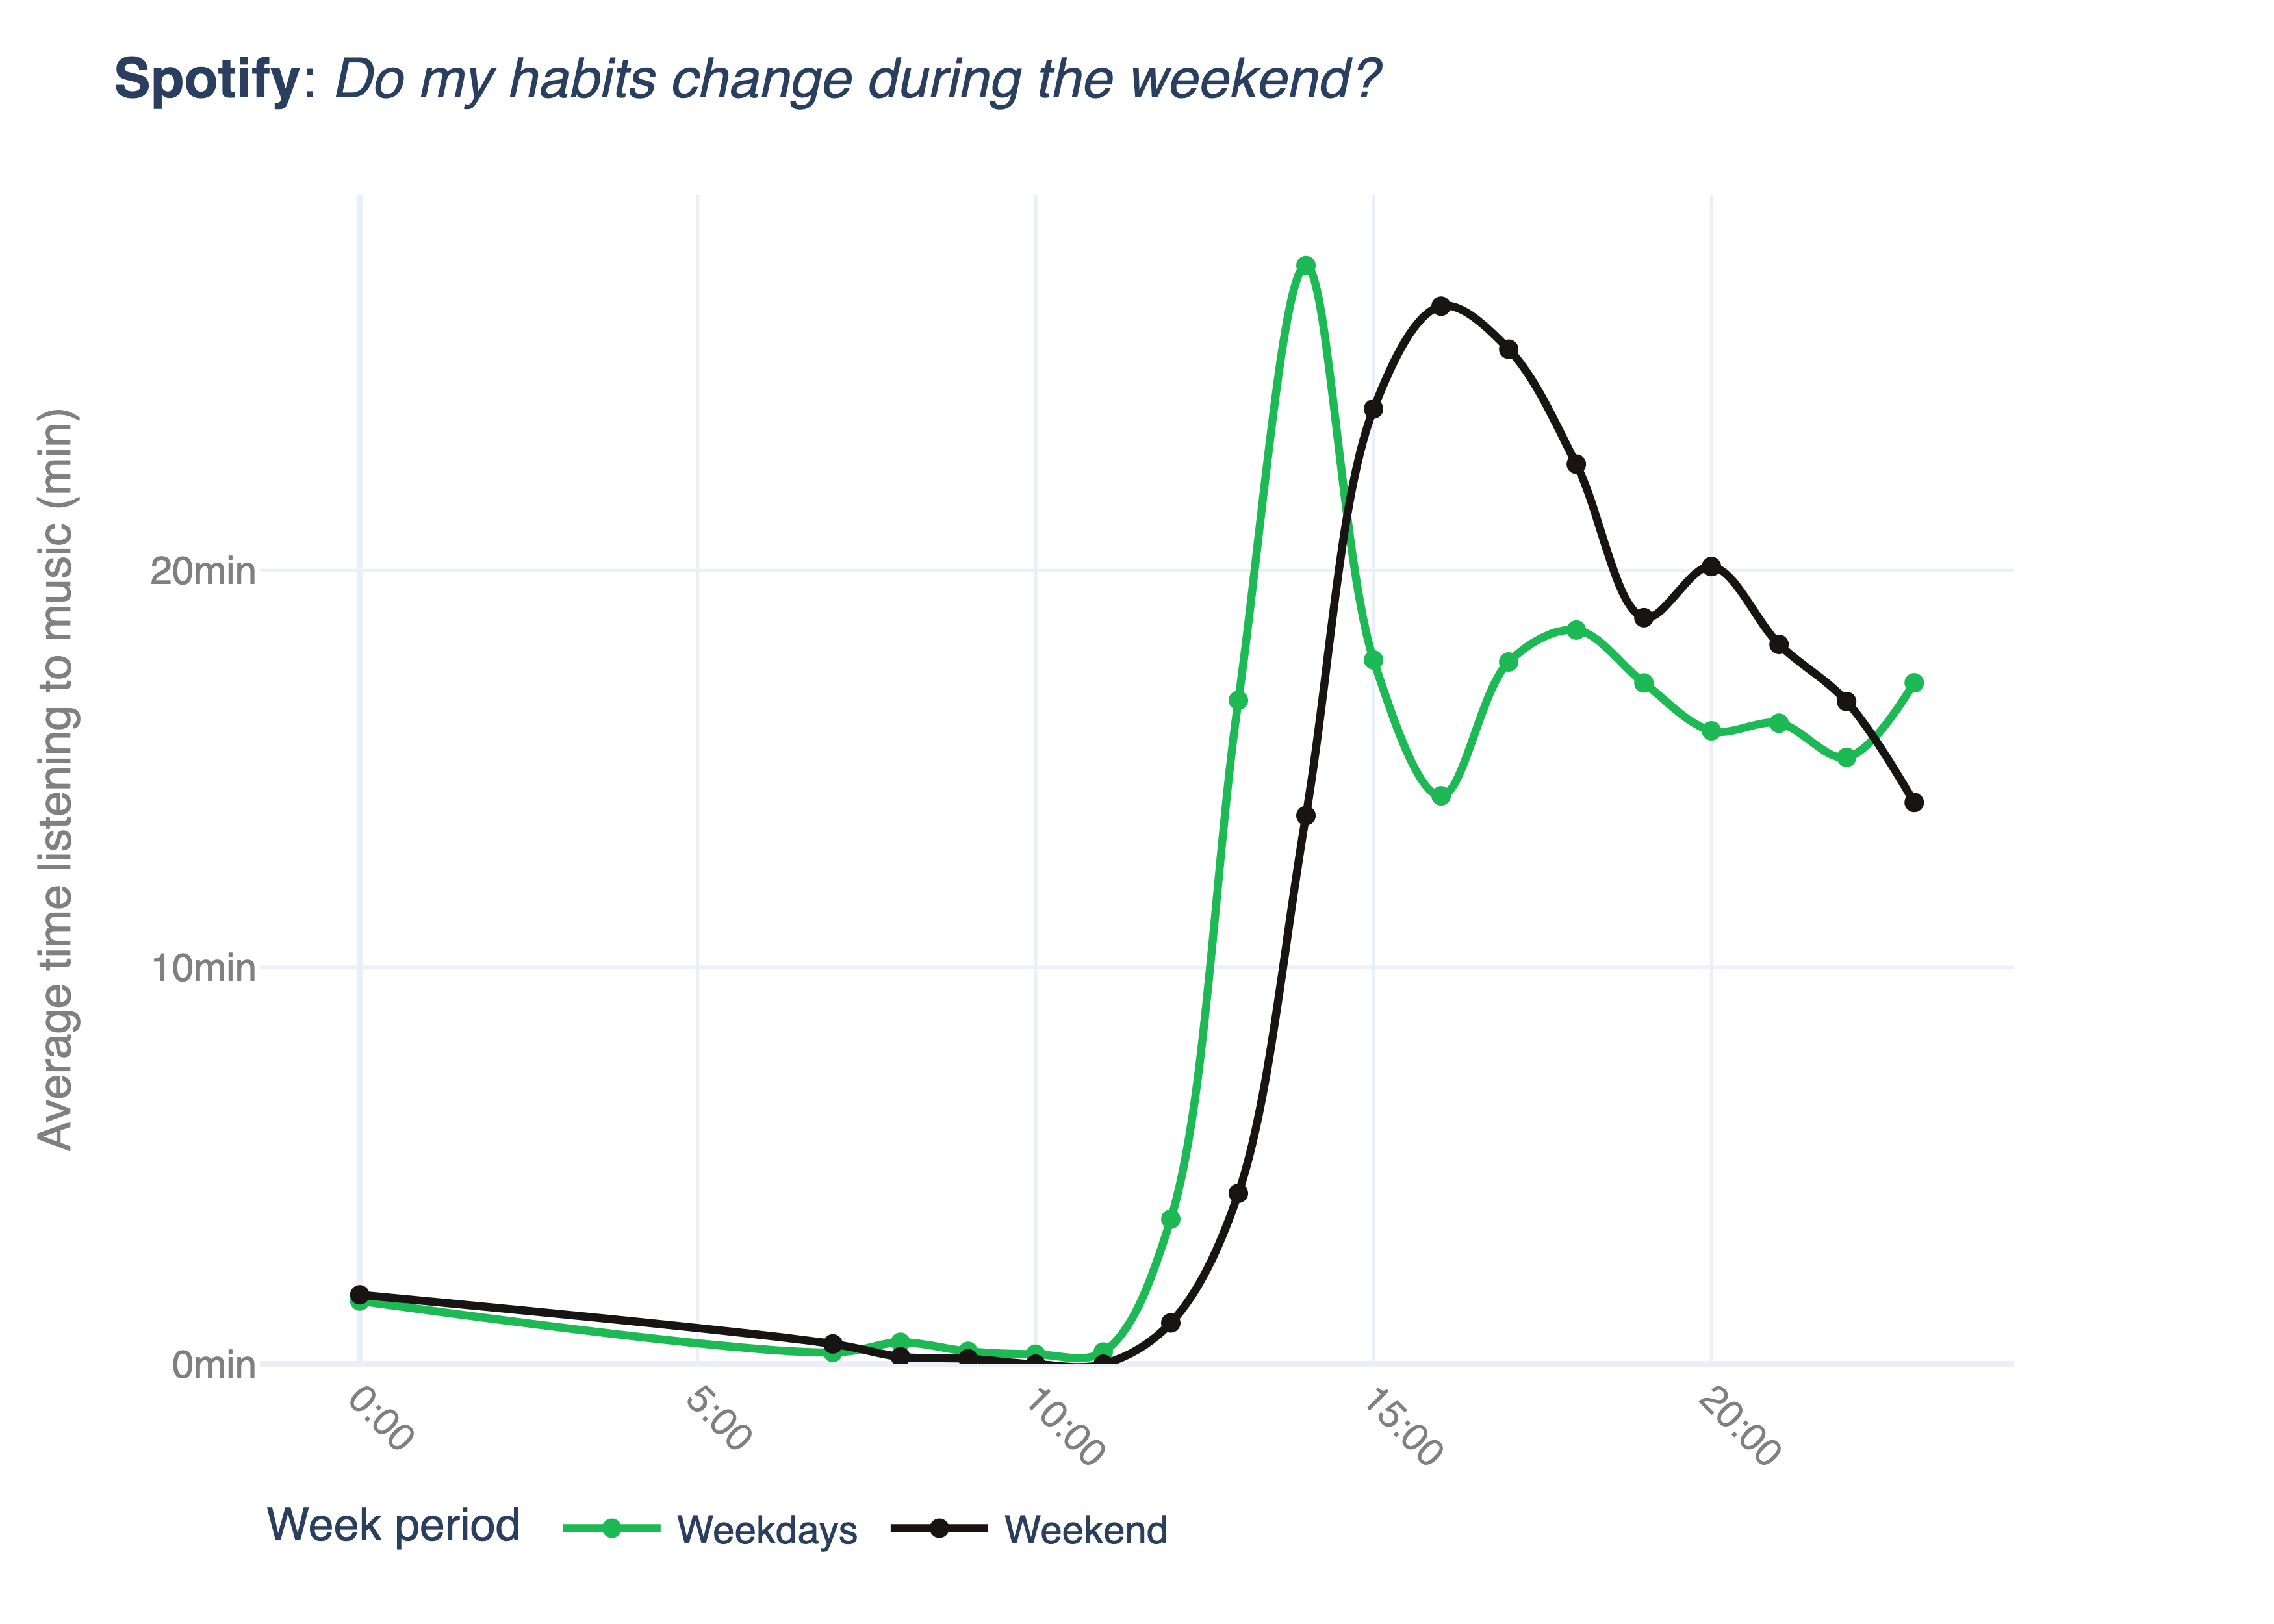 Spotify: Do my habits change during the weekend?
Average time listening to music (min)
20min
10min
0min
0:00
5:00
10:00
15:00
20:00
Week period
Weekdays
Weekend